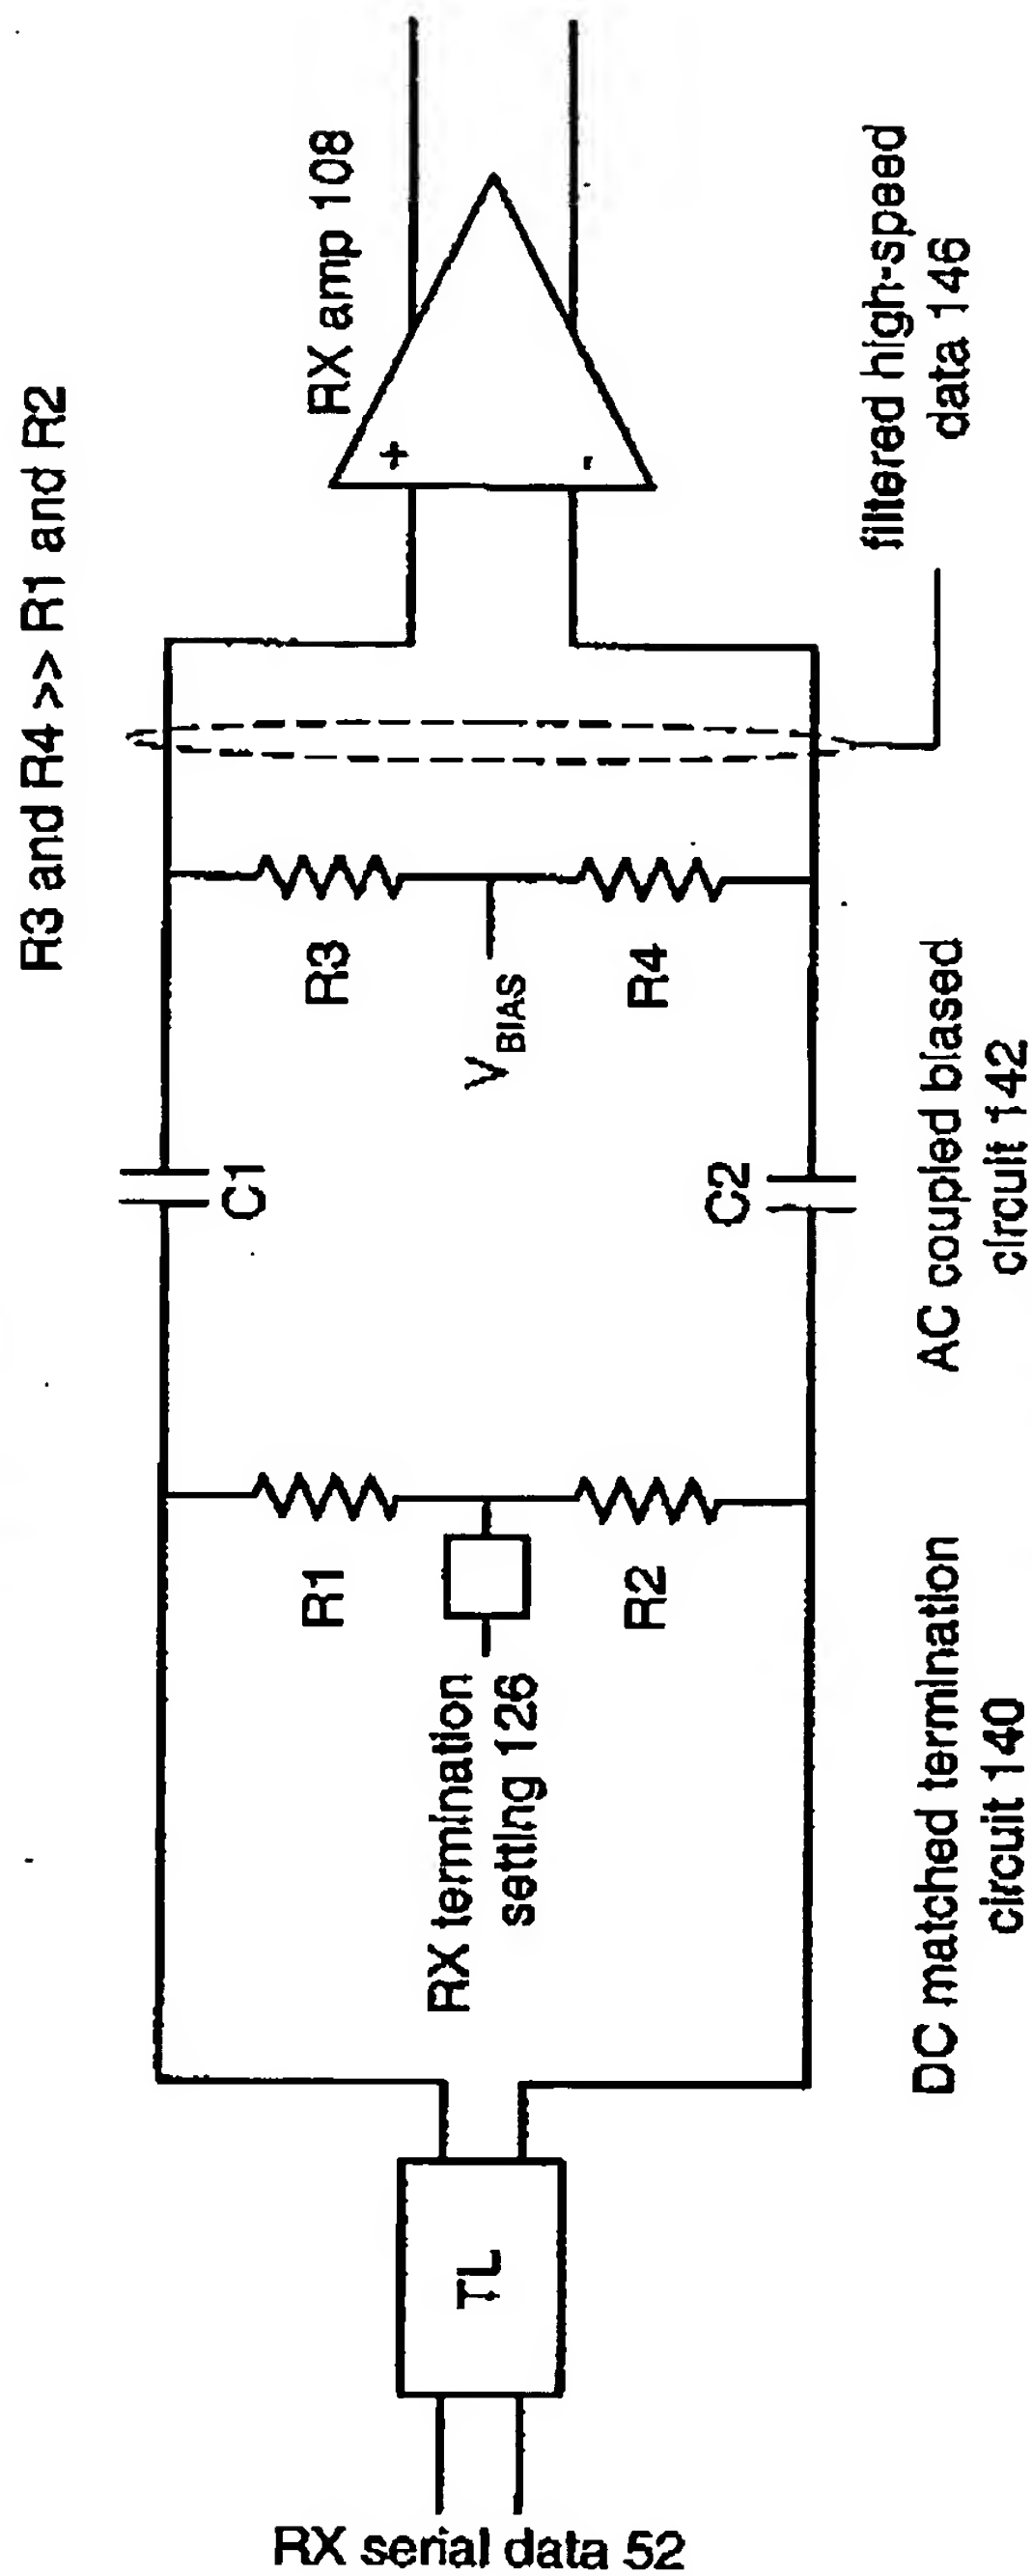 R3 and R4 >> R1 and R2
RX amp 108
+
-
filtered high-speed
data 146
R3
R4
VBIAS
C1
C2
AC coupled biased
circuit 142
R1
R2
RX termination
setting 126
DC matched termination
circuit 140
TL
RX serial data 52